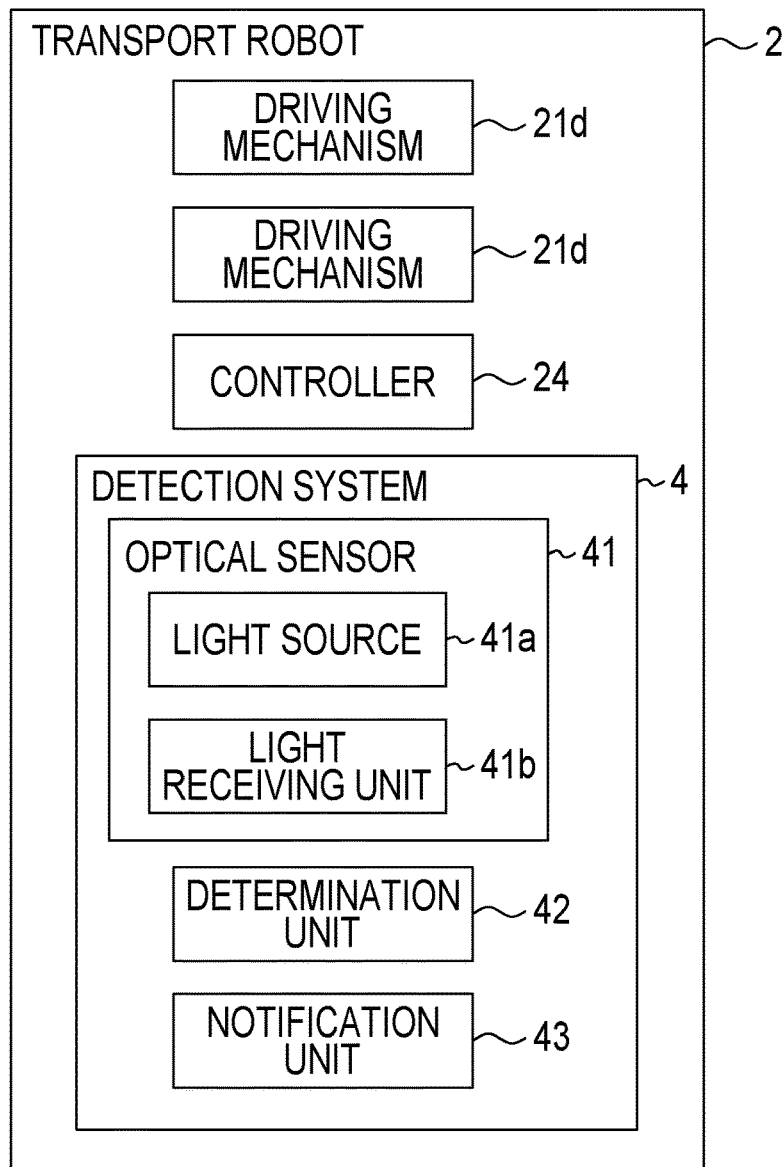 TRANSPORT ROBOT
2
DRIVING
MECHANISM
21d
DRIVING
MECHANISM
21d
CONTROLLER
24
DETECTION SYSTEM
4
OPTICAL SENSOR
41
LIGHT SOURCE
41a
LIGHT
RECEIVING UNIT
41b
DETERMINATION
UNIT
42
NOTIFICATION
UNIT
43